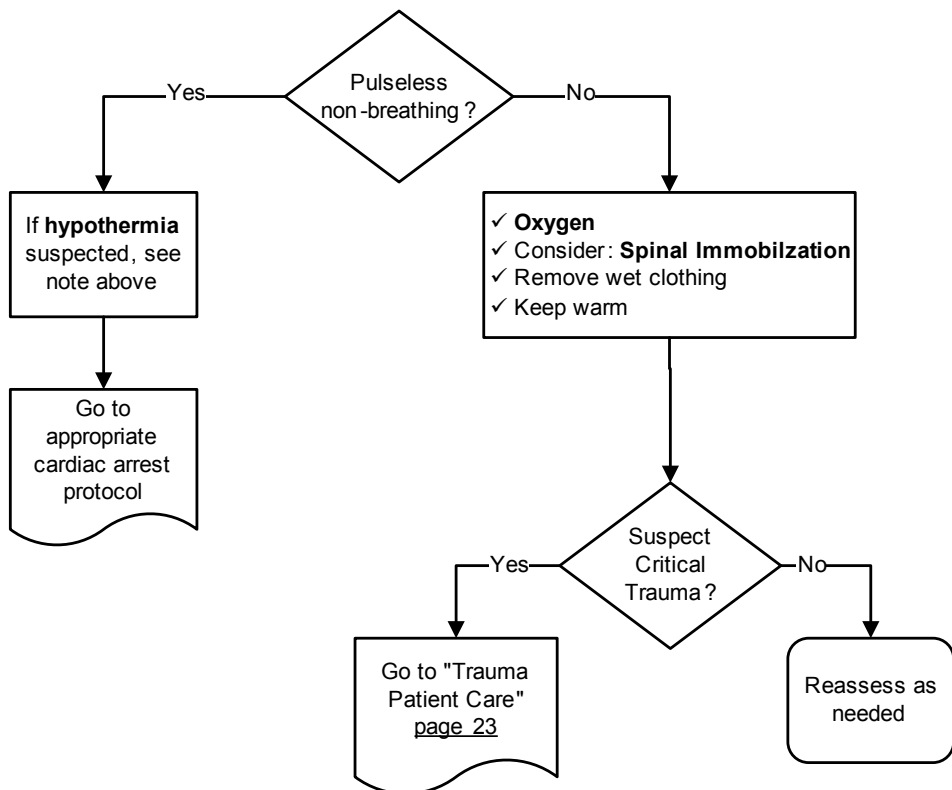 Pulseless
non-breathing?
Yes
No
If hypothermia
suspected, see
note above
✓ Oxygen
✓ Consider: Spinal Immobilzation
✓ Remove wet clothing
✓ Keep warm
Go to
appropriate
cardiac arrest
protocol
Suspect
Critical
Trauma?
Yes
No
Go to "Trauma
Patient Care"
page 23
Reassess as
needed